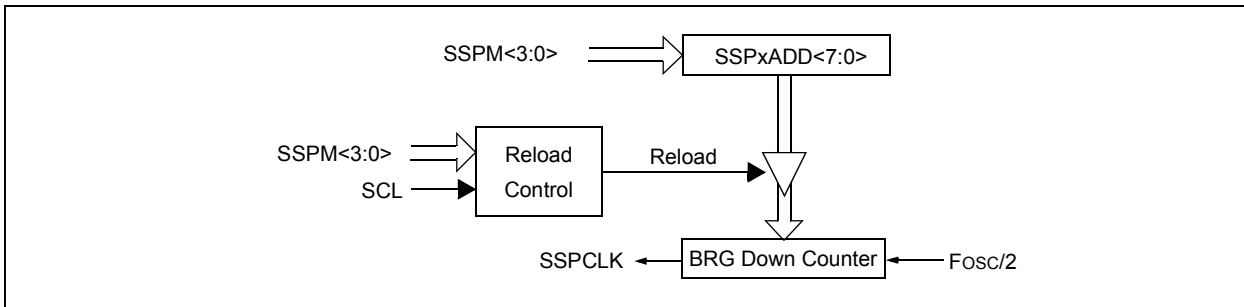 SSPM<3:0>
SSPxADD<7:0>
SSPM<3:0>
SCL
Reload
Control
Reload
SSPCLK
BRG Down Counter
FOSC/2